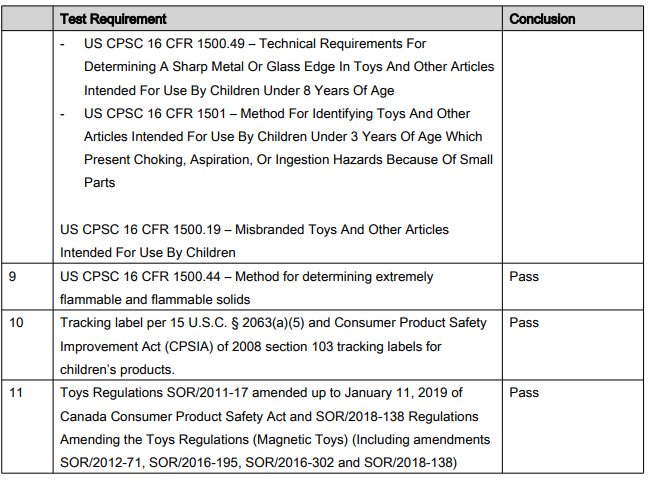 Test Requirement Conclusion
- US CPSC 16 CFR 1500.49 – Technical Requirements For
Determining A Sharp Metal Or Glass Edge In Toys And Other Articles
Intended For Use By Children Under 8 Years Of Age
- US CPSC 16 CFR 1501 – Method For Identifying Toys And Other
Articles Intended For Use By Children Under 3 Years Of Age Which
Present Choking, Aspiration, Or Ingestion Hazards Because Of Small
Parts
US CPSC 16 CFR 1500.19 – Misbranded Toys And Other Articles
Intended For Use By Children
9 US CPSC 16 CFR 1500.44 – Method for determining extremely Pass
flammable and flammable solids
10 Tracking label per 15 U.S.C. § 2063(a)(5) and Consumer Product Safety Pass
Improvement Act (CPSIA) of 2008 section 103 tracking labels for
children's products.
11 Toys Regulations SOR/2011-17 amended up to January 11, 2019 of Pass
Canada Consumer Product Safety Act and SOR/2018-138 Regulations
Amending the Toys Regulations (Magnetic Toys) (Including amendments
SOR/2012-71, SOR/2016-195, SOR/2016-302 and SOR/2018-138)